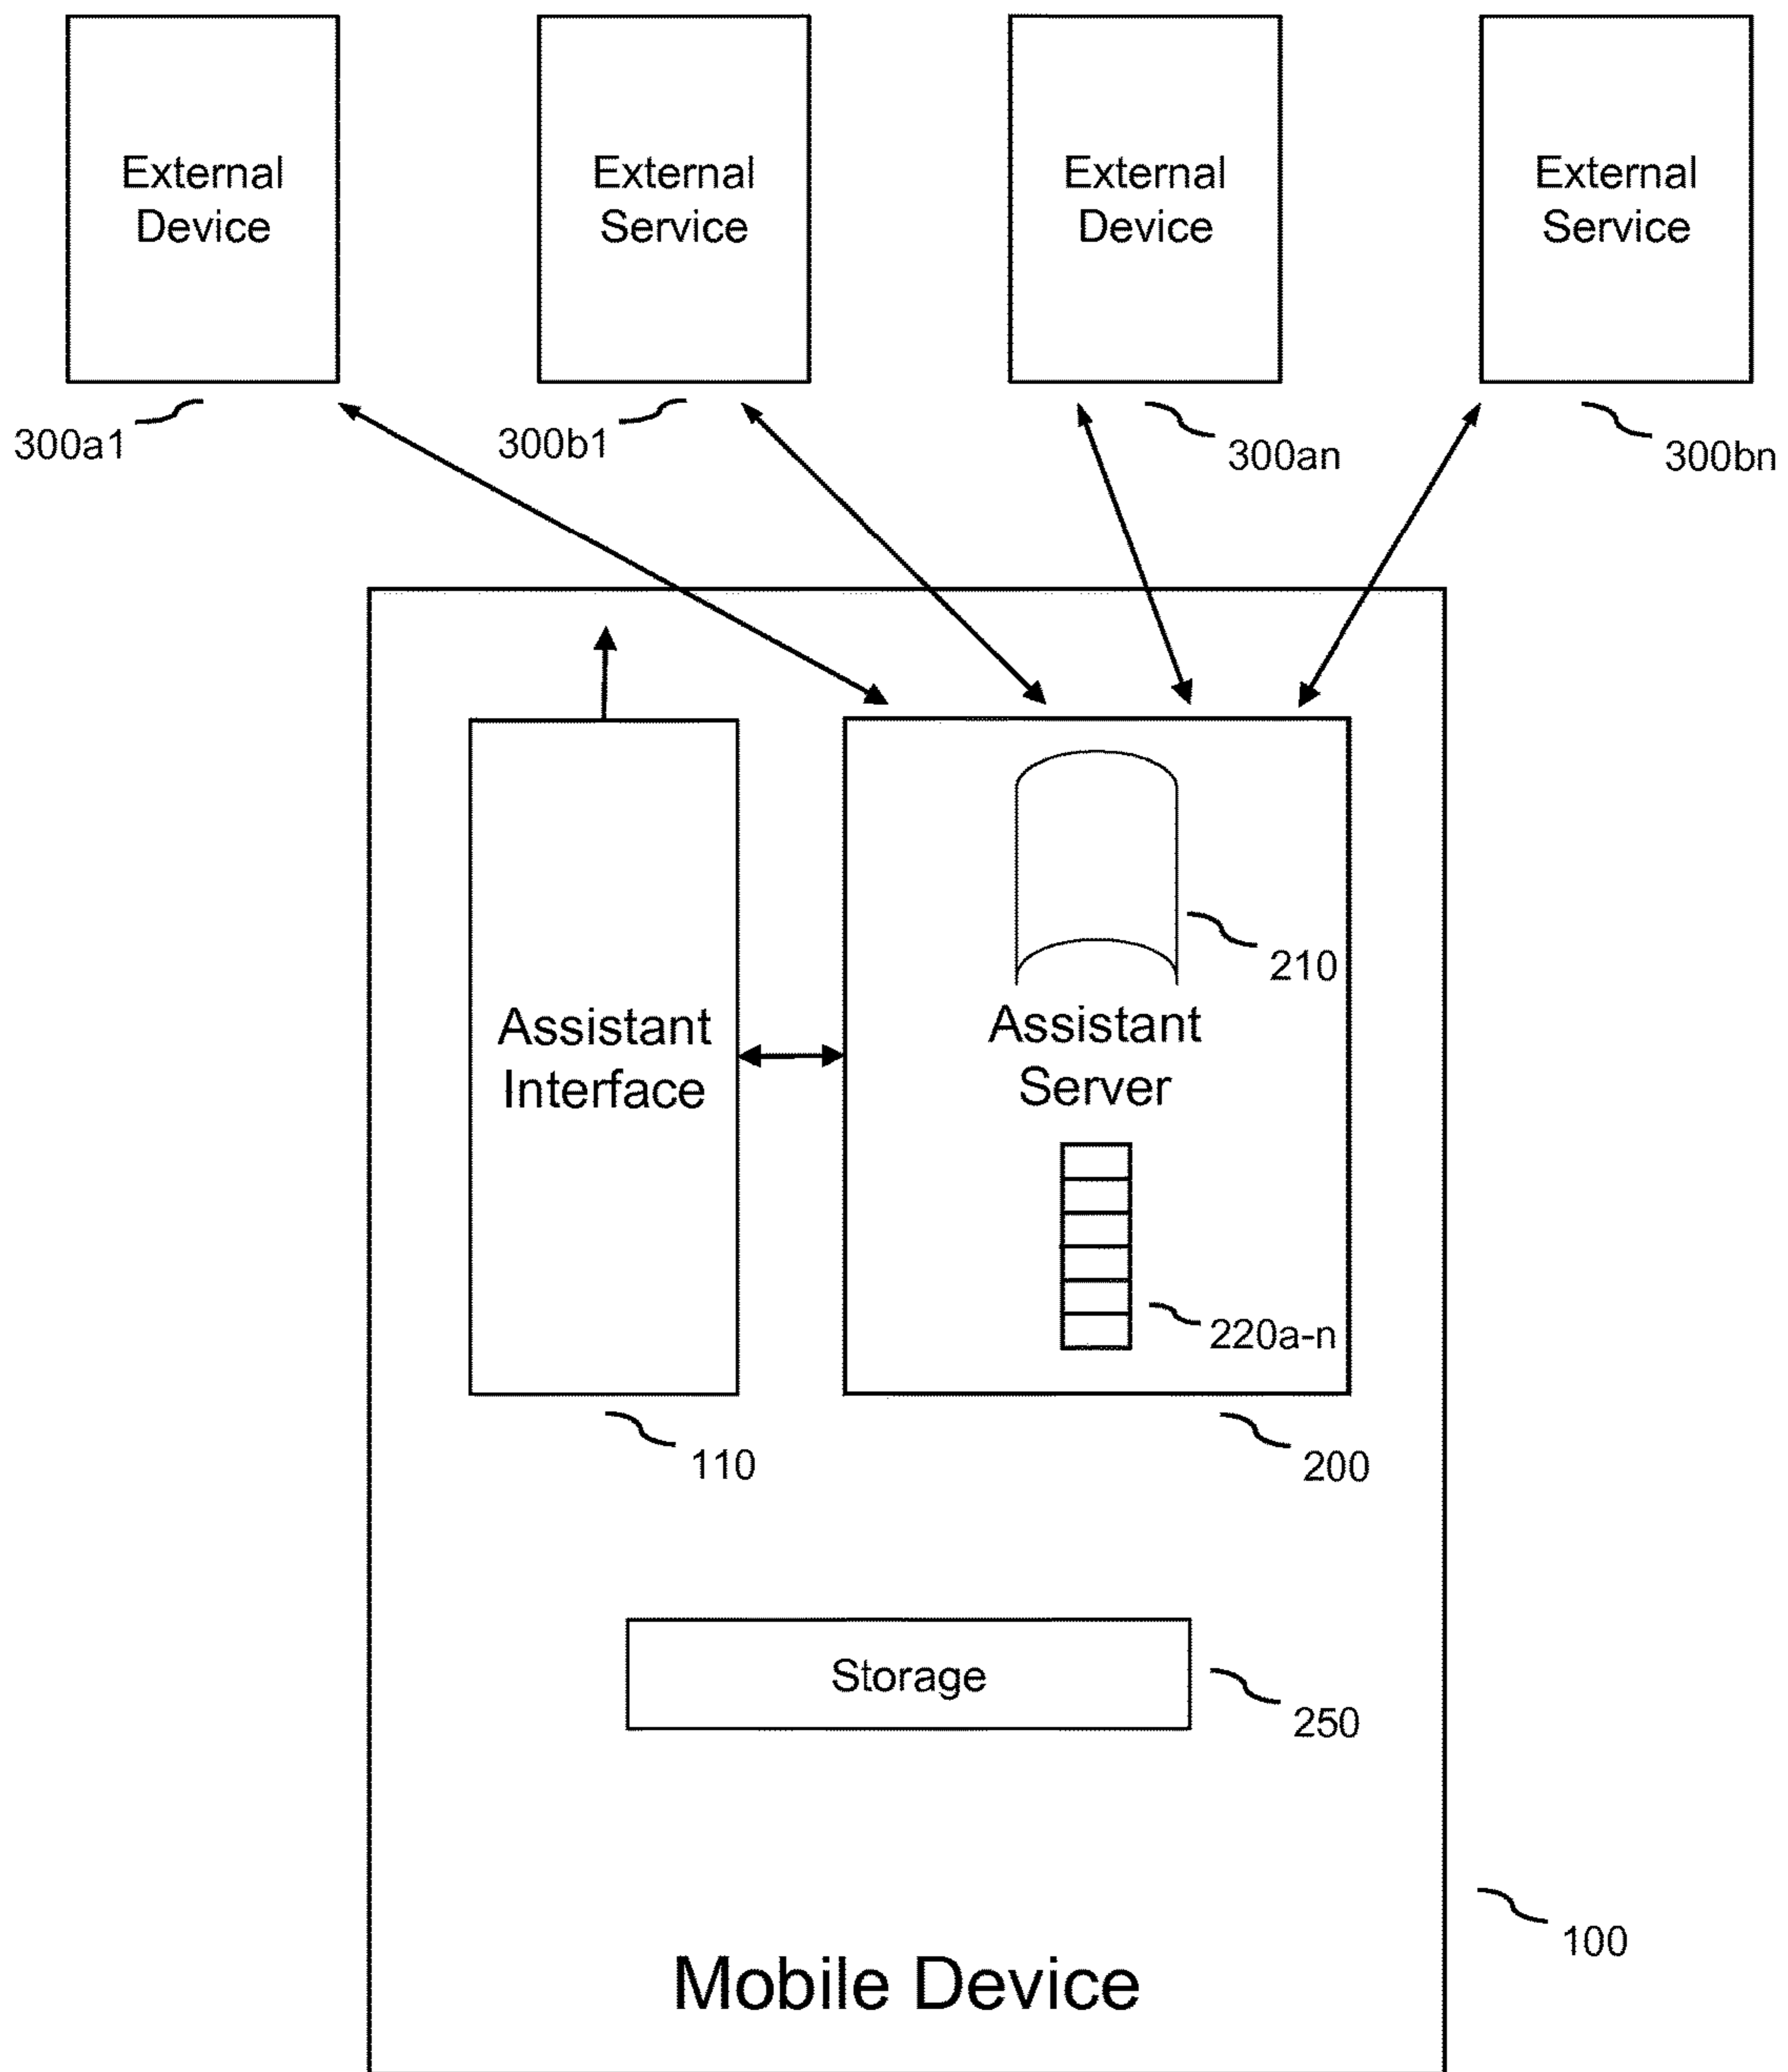 External
Device
External
Service
External
Device
External
Service
300a1
300b1
300an
300bn
210
Assistant
Interface
Assistant
Server
220a-n
110
200
Storage
250
100
Mobile Device